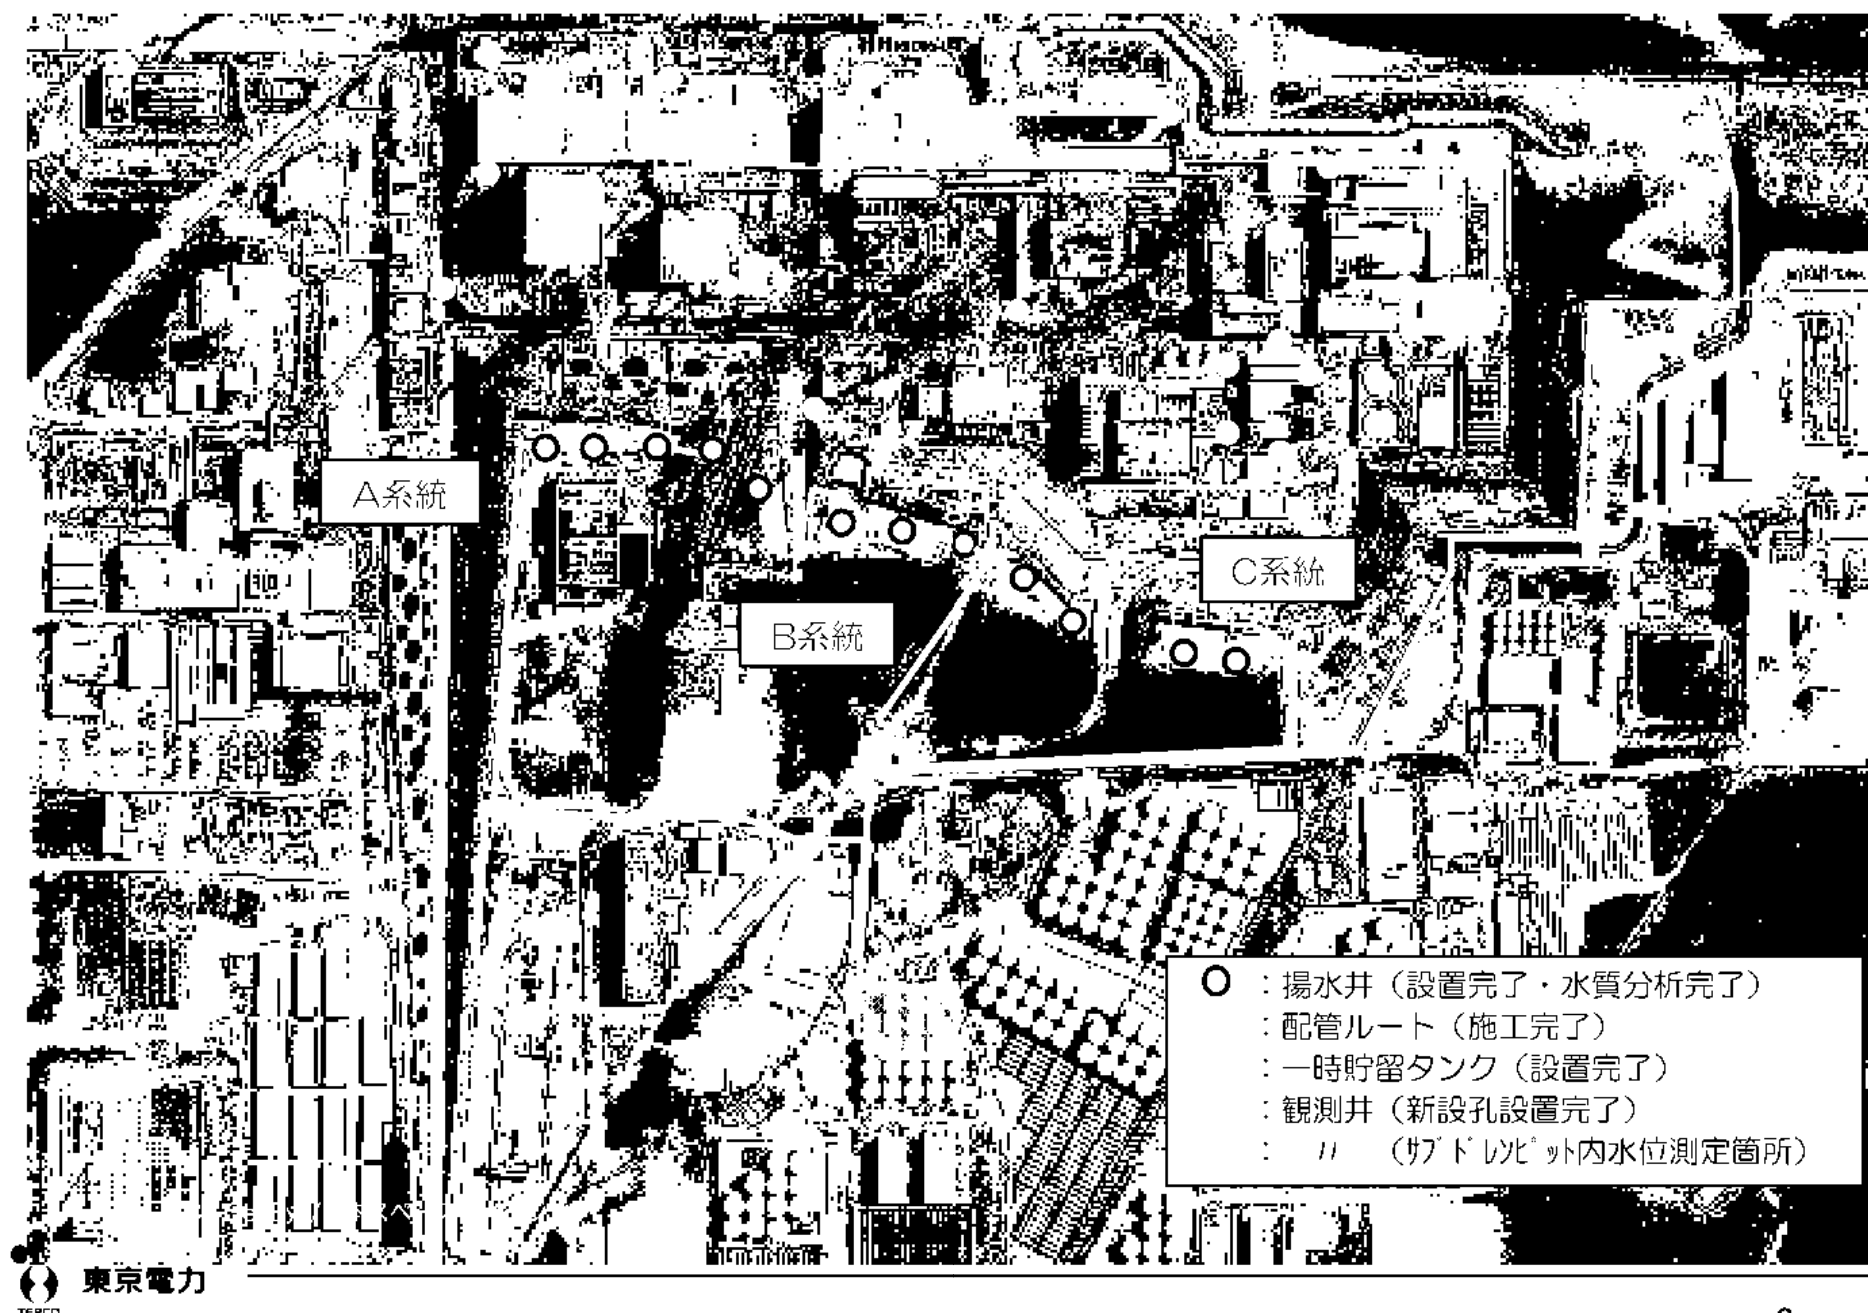 A系統
B系統
C系統
○ : 揚水井（設置完了・水質分析完了）
: 配管ルート（施工完了）
: 一時貯留タンク（設置完了）
: 観測井（新設孔設置完了）
: 〃 （ｻﾌﾞﾄﾞﾚﾝﾋﾟｯﾄ内水位測定箇所）
東京電力
TEPCO